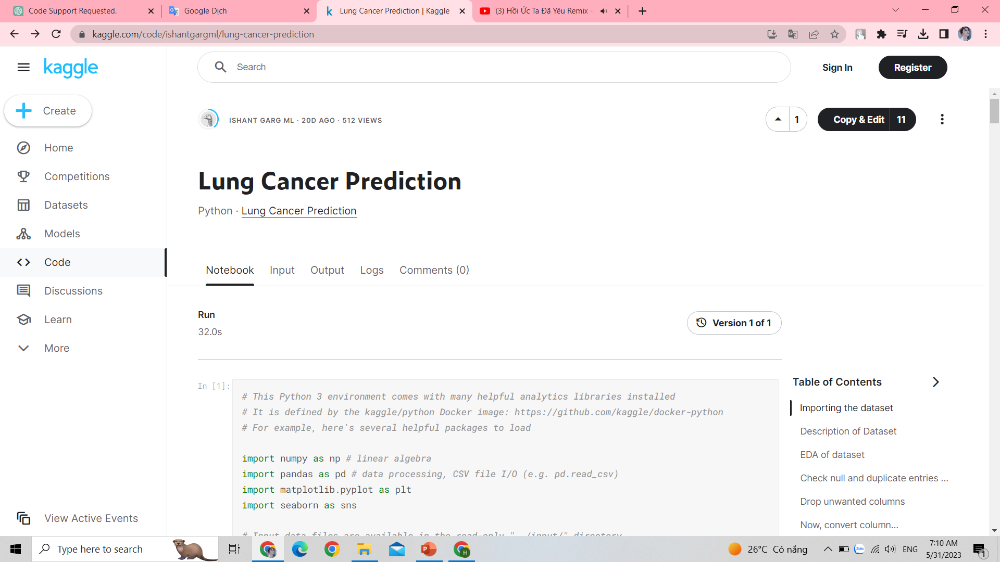 Code Support Requested.
Google Dịch
Lung Cancer Prediction | Kaggle
(3) Hồi Ức Ta Đã Yêu Remix -
kaggle.com/code/ishantgargml/lung-cancer-prediction
kaggle
Search
Sign In
Register
Create
Home
Competitions
Datasets
Models
Code
Discussions
Learn
More
View Active Events
ISHANT GARG ML · 20D AGO · 512 VIEWS
1
Copy & Edit 11
Lung Cancer Prediction
Python · Lung Cancer Prediction
Notebook Input Output Logs Comments (0)
Run
32.0s
Version 1 of 1
In [1]:
# This Python 3 environment comes with many helpful analytics libraries installed
# It is defined by the kaggle/python Docker image: https://github.com/kaggle/docker-python
# For example, here's several helpful packages to load
import numpy as np # linear algebra
import pandas as pd # data processing, CSV file I/O (e.g. pd.read_csv)
import matplotlib.pyplot as plt
import seaborn as sns
# Input data files are available in the read-only "../input/" directory
Table of Contents
Importing the dataset
Description of Dataset
EDA of dataset
Check null and duplicate entries ...
Drop unwanted columns
Now, convert column...
Type here to search
26°C Có nắng
Zalo
ENG
7:10 AM
5/31/2023
1